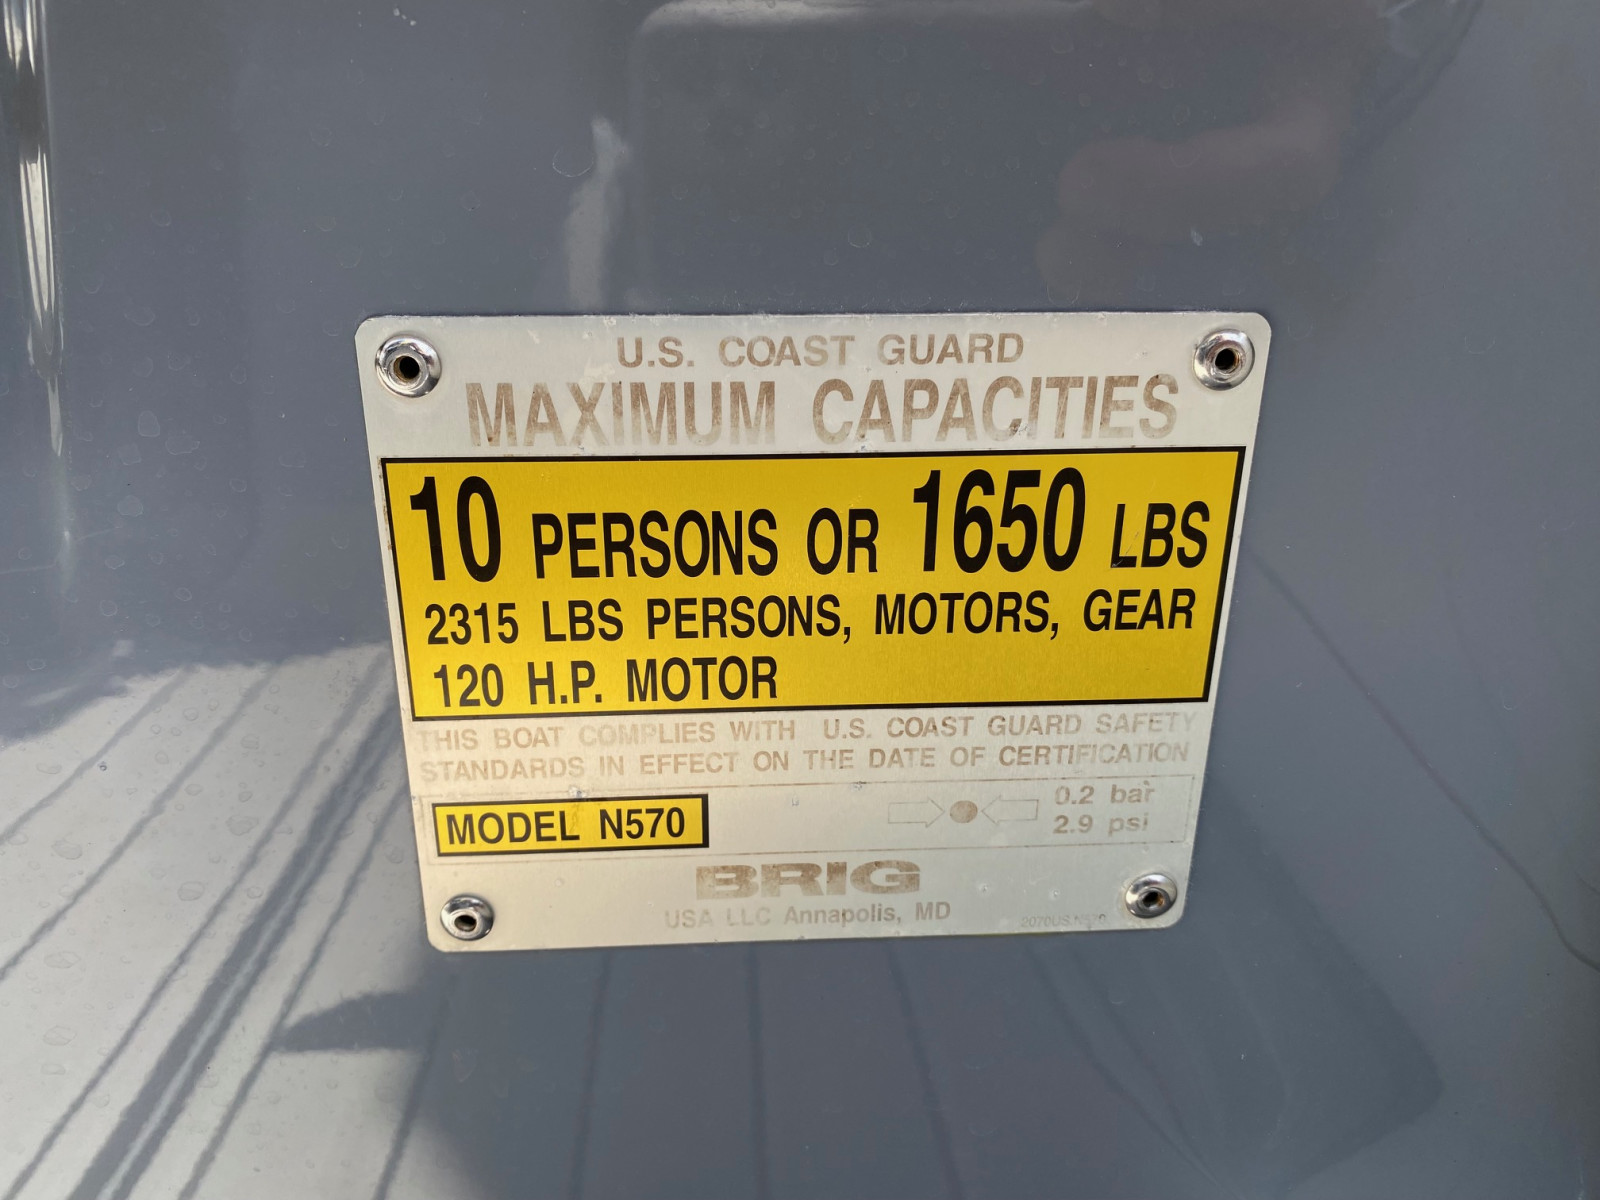 U.S. COAST GUARD
MAXIMUM CAPACITIES
10 PERSONS OR 1650 LBS
2315 LBS PERSONS, MOTORS, GEAR
120 H.P. MOTOR
THIS BOAT COMPLIES WITH U.S. COAST GUARD SAFETY
STANDARDS IN EFFECT ON THE DATE OF CERTIFICATION
MODEL N570
0.2 bar
2.9 psi
BRIG
USA LLC Annapolis, MD
2070US.N570